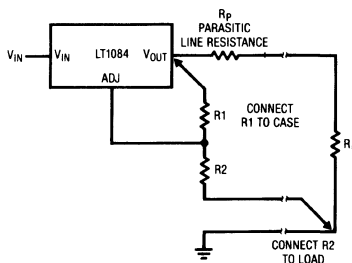 RP
PARASITIC
LINE RESISTANCE
VIN
VIN
LT1084
VOUT
ADJ
R1
CONNECT
R1 TO CASE
R
R2
CONNECT R2
TO LOAD